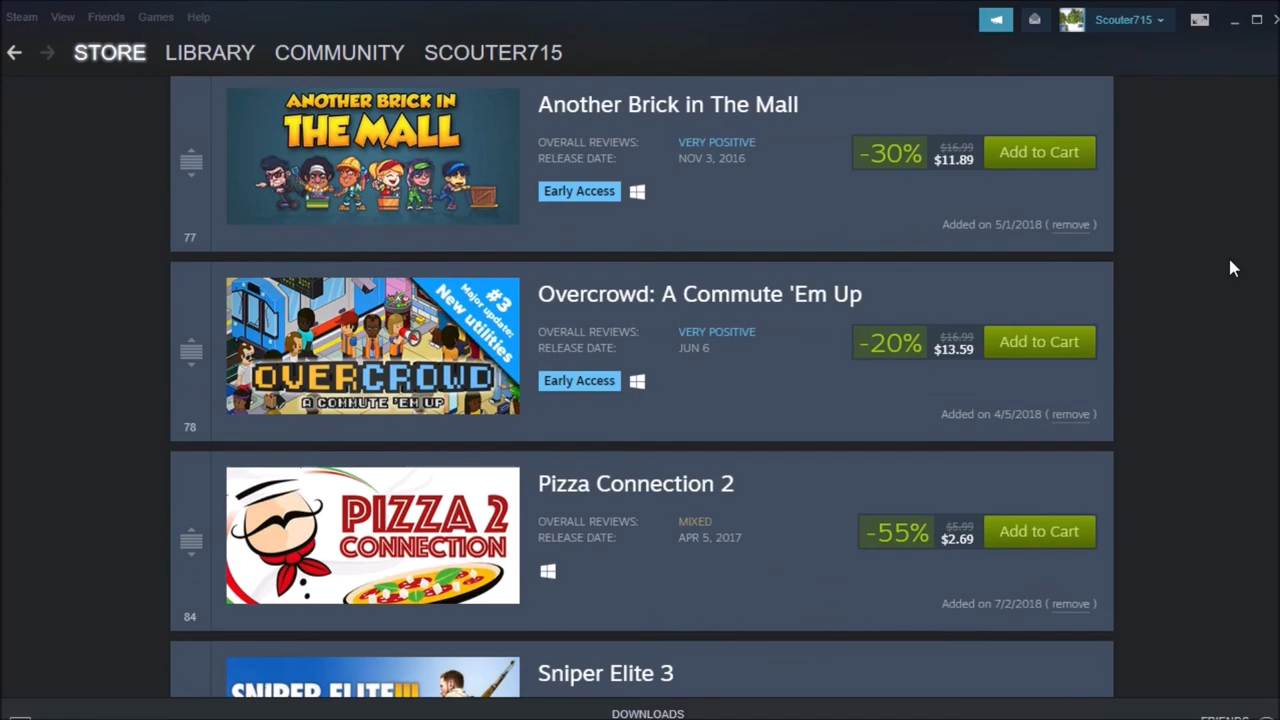 Steam View Friends Games Help
Scouter715
STORE LIBRARY COMMUNITY SCOUTER715
ANOTHER BRICK IN
THE MALL
Another Brick in The Mall
OVERALL REVIEWS: VERY POSITIVE
RELEASE DATE: NOV 3, 2016
-30% $16.99 $11.89 Add to Cart
Early Access
Added on 5/1/2018 ( remove )
77
#3
Major update:
New utilities
OVERCROWD
A COMMUTE 'EM UP
Overcrowd: A Commute 'Em Up
OVERALL REVIEWS: VERY POSITIVE
RELEASE DATE: JUN 6
-20% $16.99 $13.59 Add to Cart
Early Access
Added on 4/5/2018 ( remove )
78
PIZZA 2
CONNECTION
Pizza Connection 2
OVERALL REVIEWS: MIXED
RELEASE DATE: APR 5, 2017
-55% $5.99 $2.69 Add to Cart
Added on 7/2/2018 ( remove )
84
SNIPER ELITE III
Sniper Elite 3
DOWNLOADS
FRIENDS